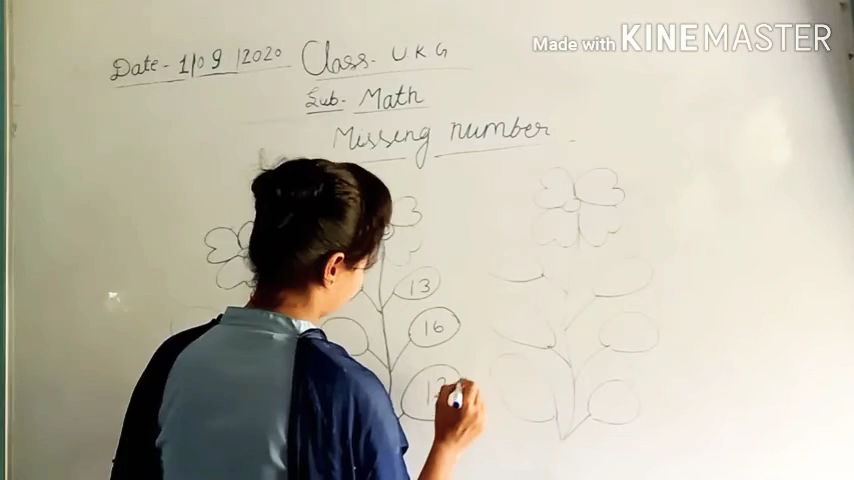 Made with KINEMASTER
Date - 1/09/2020 Class - U.K G
Sub - Math
Missing number
13
16